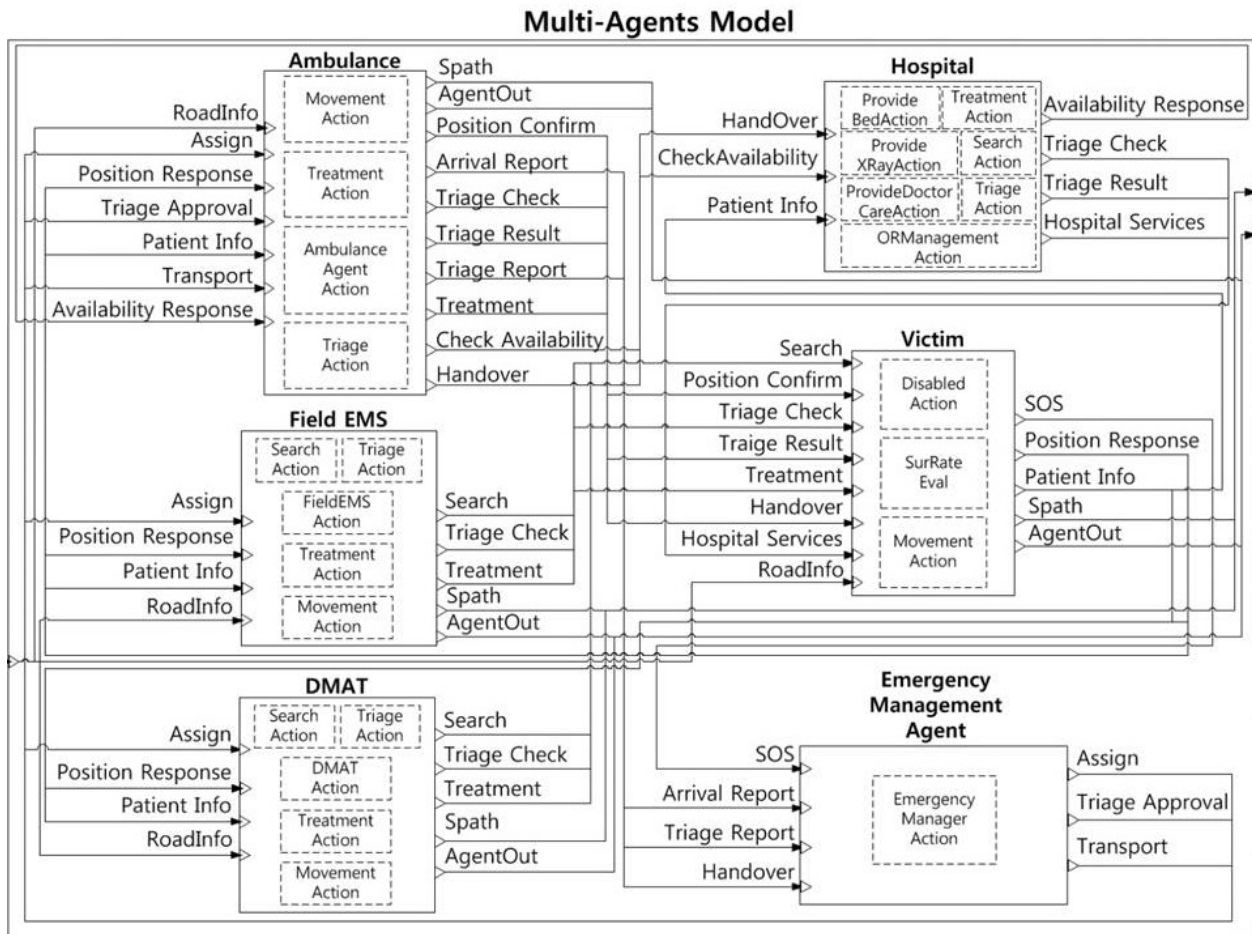 Multi-Agents Model
Ambulance
RoadInfo
Assign
Position Response
Triage Approval
Patient Info
Transport
Availability Response
Movement
Action
Treatment
Action
Ambulance
Agent
Action
Triage
Action
Spath
AgentOut
Position Confirm
Arrival Report
Triage Check
Triage Result
Triage Report
Treatment
Check Availability
Handover
Hospital
HandOver
CheckAvailability
Patient Info
Provide
BedAction
Treatment
Action
Provide
XRayAction
Search
Action
ProvideDoctor
CareAction
Triage
Action
ORManagement
Action
Availability Response
Triage Check
Triage Result
Hospital Services
Field EMS
Assign
Position Response
Patient Info
RoadInfo
Search
Action
Triage
Action
FieldEMS
Action
Treatment
Action
Movement
Action
Search
Triage Check
Treatment
Spath
AgentOut
Victim
Search
Position Confirm
Triage Check
Traige Result
Treatment
Handover
Hospital Services
RoadInfo
Disabled
Action
SurRate
Eval
Movement
Action
SOS
Position Response
Patient Info
Spath
AgentOut
DMAT
Assign
Position Response
Patient Info
RoadInfo
Search
Action
Triage
Action
DMAT
Action
Treatment
Action
Movement
Action
Search
Triage Check
Treatment
Spath
AgentOut
Emergency
Management
Agent
SOS
Arrival Report
Triage Report
Handover
Emergency
Manager
Action
Assign
Triage Approval
Transport